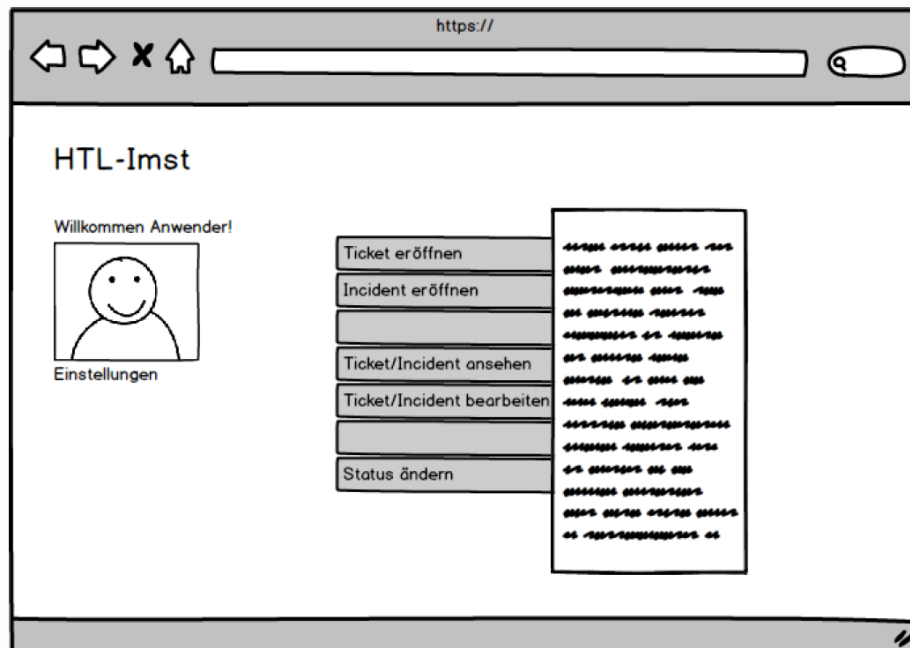 https://
HTL-Imst
Willkommen Anwender!
Einstellungen
Ticket eröffnen
Incident eröffnen
Ticket/Incident ansehen
Ticket/Incident bearbeiten
Status ändern